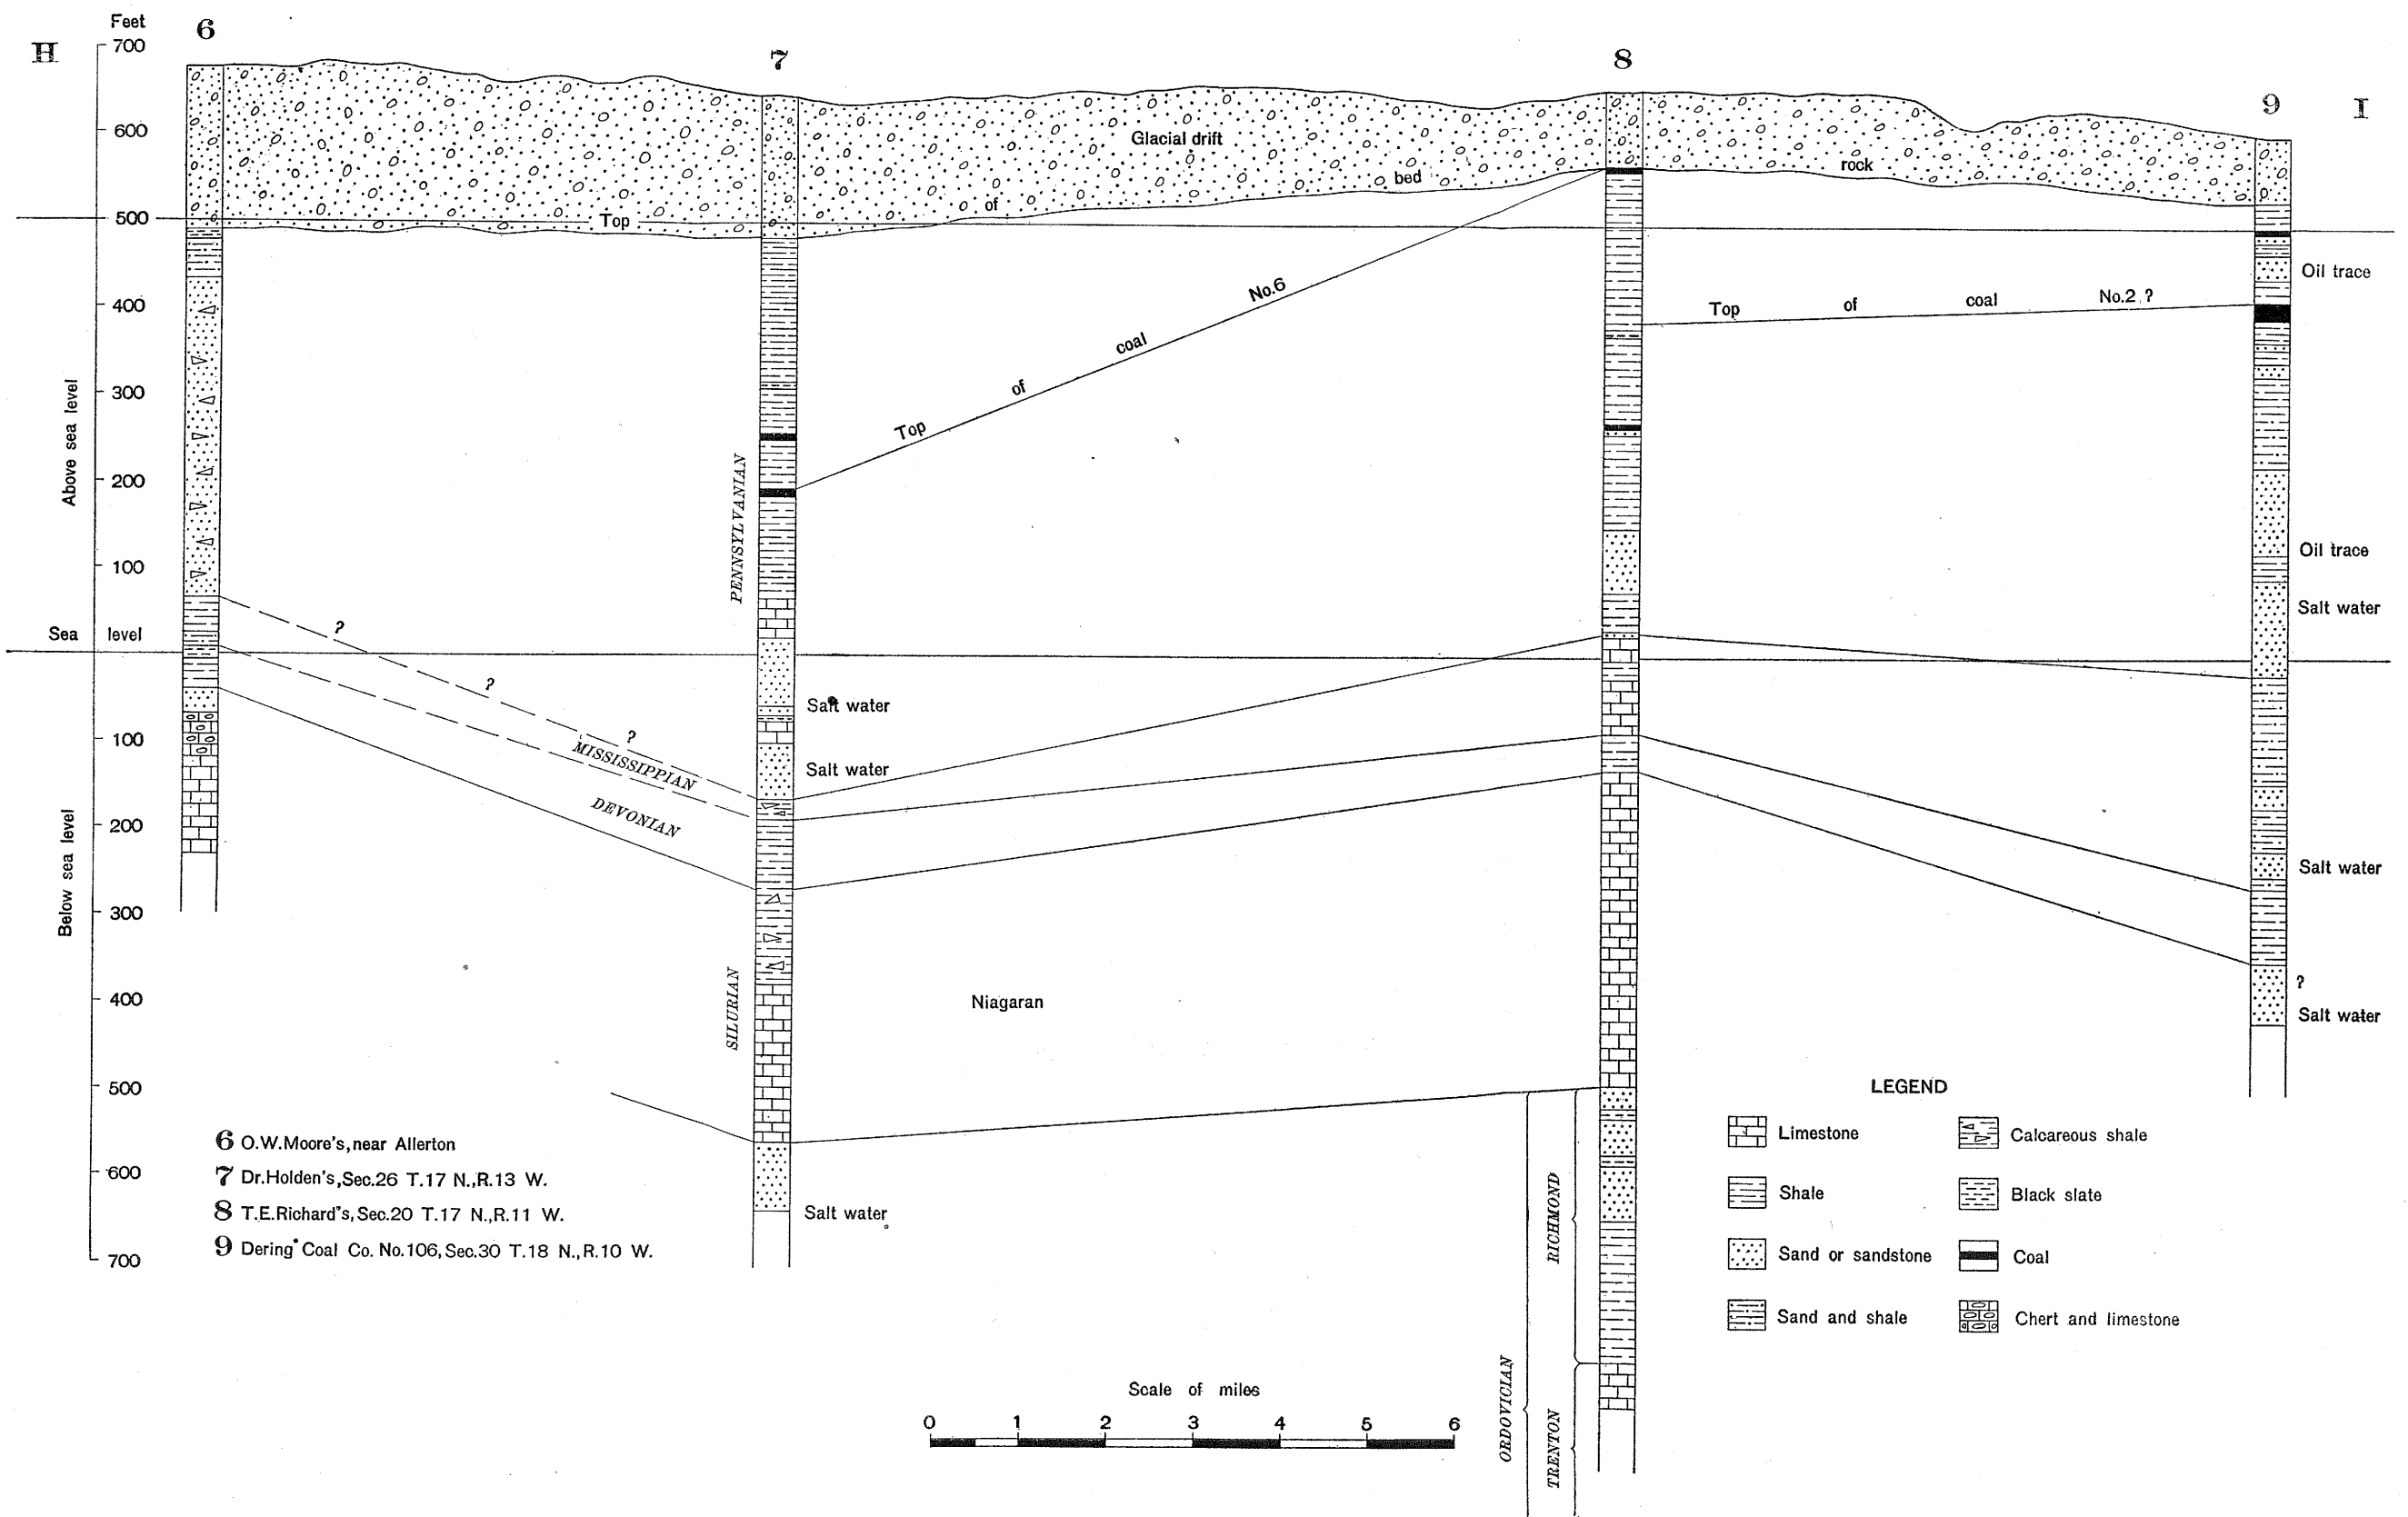 Feet
H
6
7
8
9
I
700
600
500
400
300
200
100
Sea level
100
200
300
400
500
600
700
Above sea level
Below sea level
Glacial drift
Top of bed rock
Top of coal No.6
Top of coal No.2 ?
Oil trace
Oil trace
Salt water
Salt water
?
Salt water
PENNSYLVANIAN
?
?
?
MISSISSIPPIAN
DEVONIAN
Salt water
Salt water
SILURIAN
Niagaran
Salt water
ORDOVICIAN
RICHMOND
TRENTON
6 O.W.Moore's, near Allerton
7 Dr.Holden's, Sec.26 T.17 N., R.13 W.
8 T.E.Richard's, Sec.20 T.17 N., R.11 W.
9 Dering Coal Co. No.106, Sec.30 T.18 N., R.10 W.
Scale of miles
0 1 2 3 4 5 6
LEGEND
Limestone
Calcareous shale
Shale
Black slate
Sand or sandstone
Coal
Sand and shale
Chert and limestone